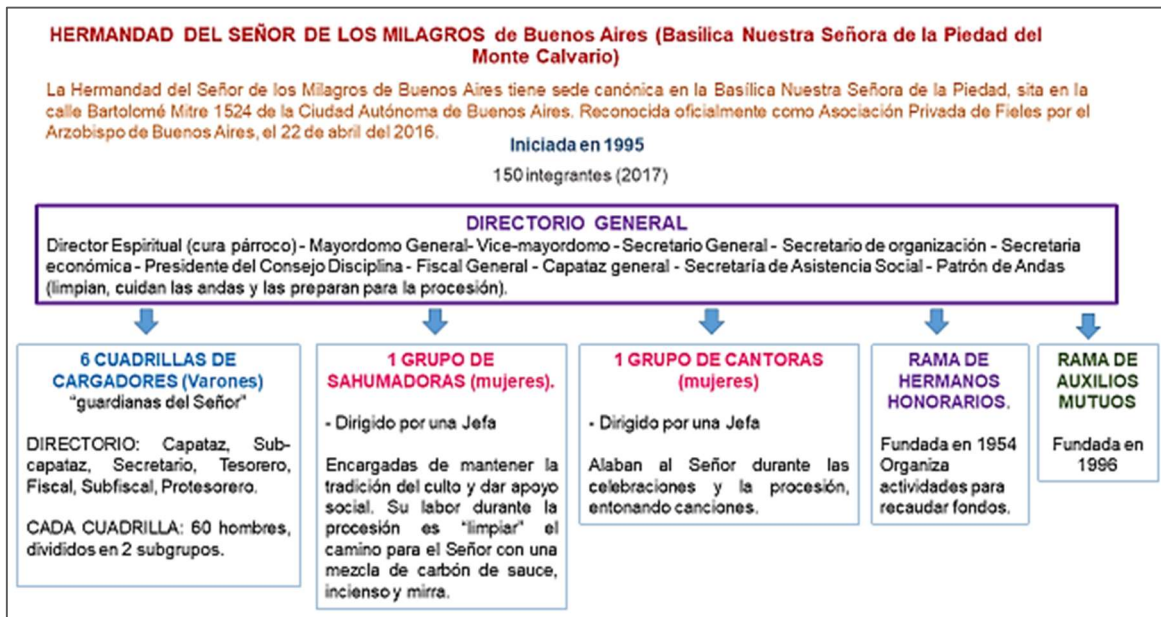 HERMANDAD DEL SEÑOR DE LOS MILAGROS de Buenos Aires (Basílica Nuestra Señora de la Piedad del
Monte Calvario)
La Hermandad del Señor de los Milagros de Buenos Aires tiene sede canónica en la Basílica Nuestra Señora de la Piedad, sita en la
calle Bartolomé Mitre 1524 de la Ciudad Autónoma de Buenos Aires. Reconocida oficialmente como Asociación Privada de Fieles por el
Arzobispo de Buenos Aires, el 22 de abril del 2016.
Iniciada en 1995
150 integrantes (2017)
DIRECTORIO GENERAL
Director Espiritual (cura párroco) - Mayordomo General- Vice-mayordomo - Secretario General - Secretario de organización - Secretaria
económica - Presidente del Consejo Disciplina - Fiscal General - Capataz general - Secretaría de Asistencia Social - Patrón de Andas
(limpian, cuidan las andas y las preparan para la procesión).
6 CUADRILLAS DE
CARGADORES (Varones)
"guardianas del Señor"
DIRECTORIO: Capataz, Sub-
capataz, Secretario, Tesorero,
Fiscal, Subfiscal, Protesorero.
CADA CUADRILLA: 60 hombres,
divididos en 2 subgrupos.
1 GRUPO DE
SAHUMADORAS (mujeres).
- Dirigido por una Jefa
Encargadas de mantener la
tradición del culto y dar apoyo
social. Su labor durante la
procesión es "limpiar" el
camino para el Señor con una
mezcla de carbón de sauce,
incienso y mirra.
1 GRUPO DE CANTORAS
(mujeres)
- Dirigido por una Jefa
Alaban al Señor durante las
celebraciones y la procesión,
entonando canciones.
RAMA DE
HERMANOS
HONORARIOS.
Fundada en 1954
Organiza
actividades para
recaudar fondos.
RAMA DE
AUXILIOS
MUTUOS
Fundada en
1996